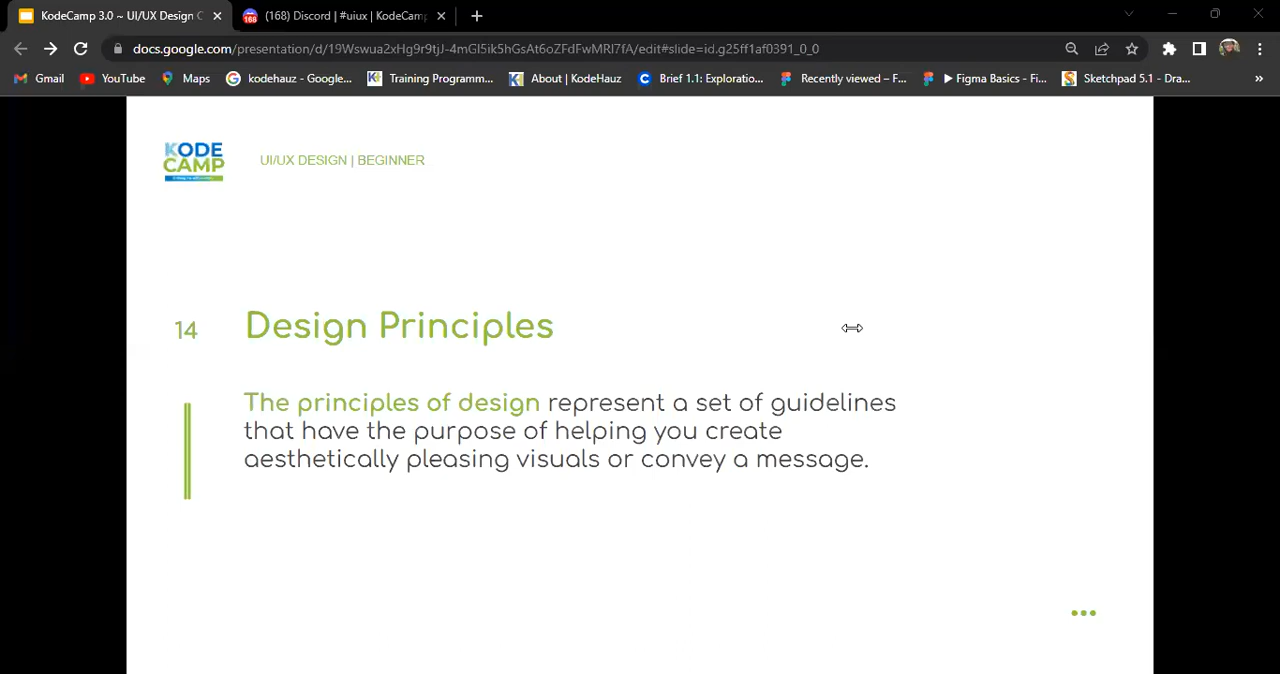 KodeCamp 3.0 ~ UI/UX Design C
(168) Discord | #uiux | KodeCamp
docs.google.com/presentation/d/19Wswua2xHg9r9tjJ-4mGl5ik5hGsAt6oZFdFwMRl7fA/edit#slide=id.g25ff1af0391_0_0
Gmail
YouTube
Maps
kodehauz - Google...
Training Programm...
About | KodeHauz
Brief 1.1: Exploratio...
Recently viewed – F...
▶ Figma Basics - Fi...
Sketchpad 5.1 - Dra...
»
KODE
CAMP
UI/UX DESIGN | BEGINNER
14
Design Principles
The principles of design represent a set of guidelines
that have the purpose of helping you create
aesthetically pleasing visuals or convey a message.